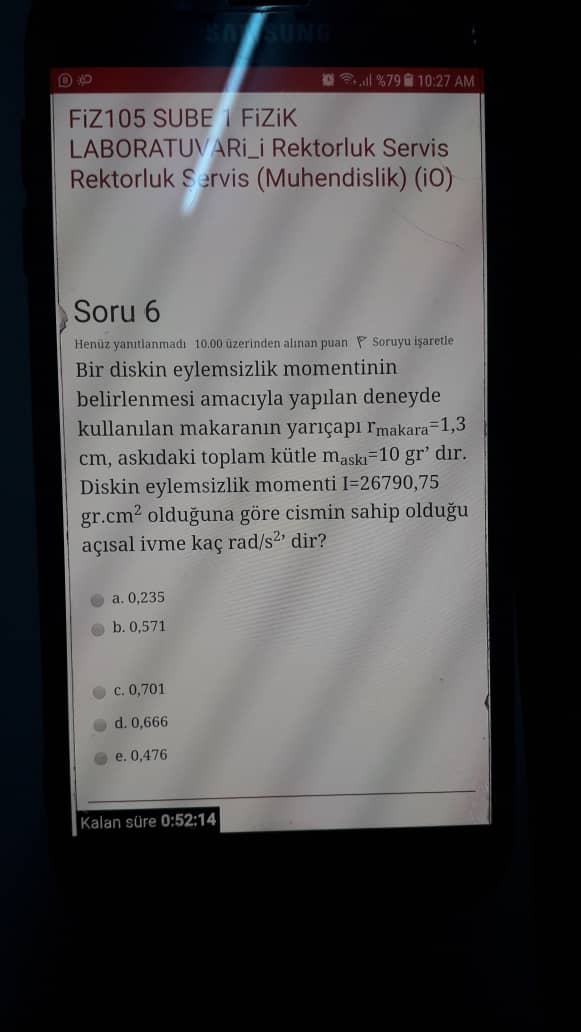 SAMSUNG
%79 10:27 AM
FiZ105 SUBE 1 FiZiK
LABORATUVARi_i Rektorluk Servis
Rektorluk Servis (Muhendislik) (iO)
Soru 6
Henüz yanıtlanmadı 10.00 üzerinden alınan puan Soruyu işaretle
Bir diskin eylemsizlik momentinin
belirlenmesi amacıyla yapılan deneyde
kullanılan makaranın yarıçapı rmakara=1,3
cm, askıdaki toplam kütle maskı=10 gr’ dır.
Diskin eylemsizlik momenti I=26790,75
gr.cm² olduğuna göre cismin sahip olduğu
açısal ivme kaç rad/s²’ dir?
a. 0,235
b. 0,571
c. 0,701
d. 0,666
e. 0,476
Kalan süre 0:52:14